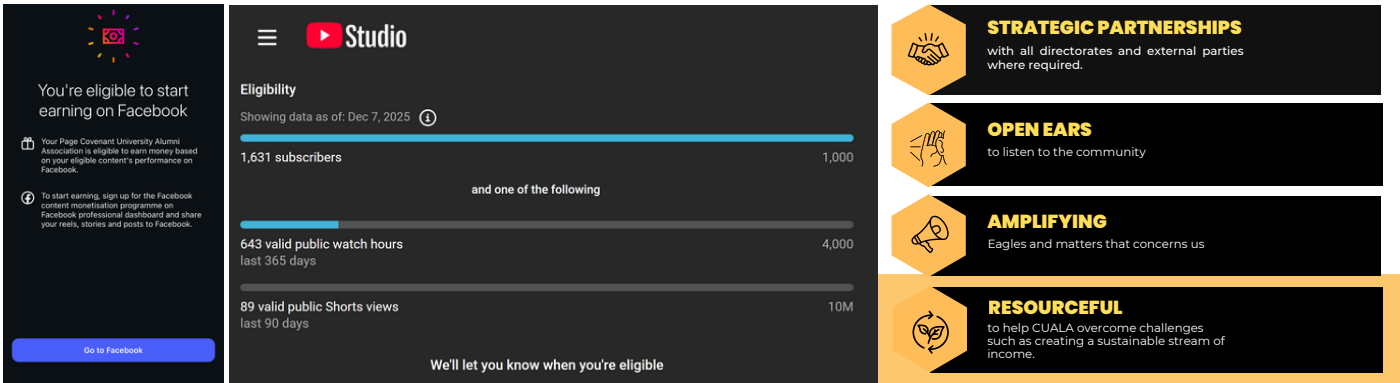 You're eligible to start
earning on Facebook
Your Page Covenant University Alumni
Association is eligible to earn money based
on your eligible content's performance on
Facebook.
To start earning, sign up for the Facebook
content monetisation programme on
Facebook professional dashboard and share
your reels, stories and posts to Facebook.
Go to Facebook
Studio
Eligibility
Showing data as of: Dec 7, 2025
1,631 subscribers 1,000
and one of the following
643 valid public watch hours 4,000
last 365 days
89 valid public Shorts views 10M
last 90 days
We'll let you know when you're eligible
STRATEGIC PARTNERSHIPS
with all directorates and external parties
where required.
OPEN EARS
to listen to the community
AMPLIFYING
Eagles and matters that concerns us
RESOURCEFUL
to help CUALA overcome challenges
such as creating a sustainable stream of
income.